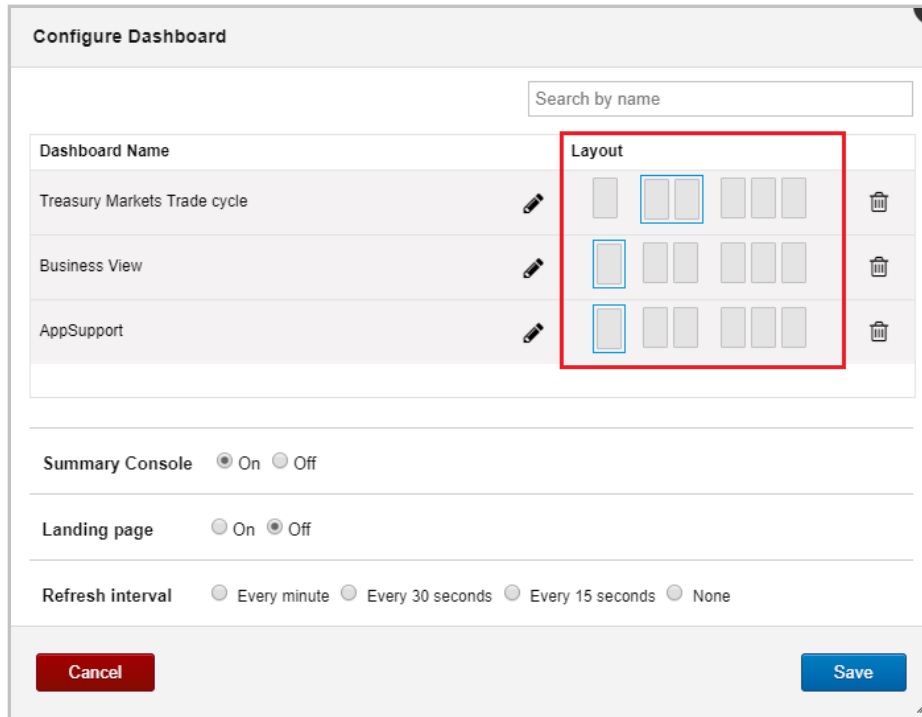 Configure Dashboard
Search by name
Dashboard Name Layout
Treasury Markets Trade cycle
Business View
AppSupport
Summary Console On Off
Landing page On Off
Refresh interval Every minute Every 30 seconds Every 15 seconds None
Cancel Save